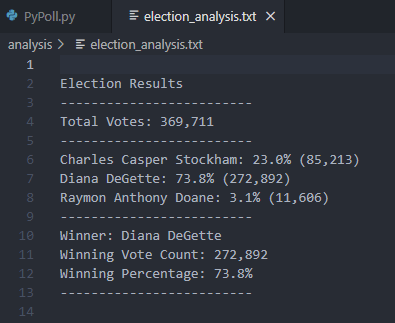 PyPoll.py election_analysis.txt
analysis > election_analysis.txt
1
2 Election Results
3 -------------------------
4 Total Votes: 369,711
5 -------------------------
6 Charles Casper Stockham: 23.0% (85,213)
7 Diana DeGette: 73.8% (272,892)
8 Raymon Anthony Doane: 3.1% (11,606)
9 -------------------------
10 Winner: Diana DeGette
11 Winning Vote Count: 272,892
12 Winning Percentage: 73.8%
13 -------------------------
14